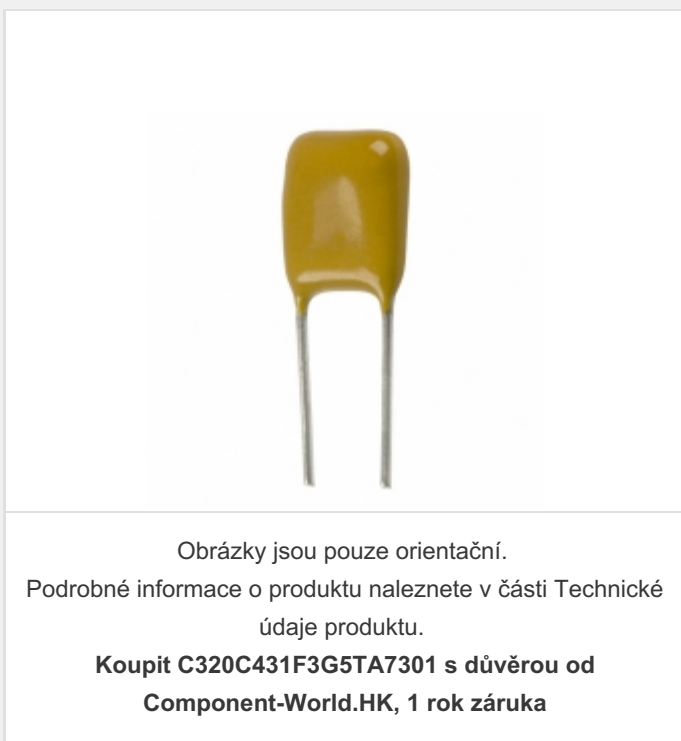 Obrázky jsou pouze orientační.
Podrobné informace o produktu naleznete v části Technické
údaje produktu.
Koupit C320C431F3G5TA7301 s důvěrou od
Component-World.HK, 1 rok záruka